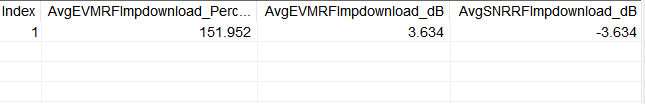 Index AvgEVMRFImpdownload_Perc... AvgEVMRFImpdownload_dB AvgSNRRFImpdownload_dB
1 151.952 3.634 -3.634